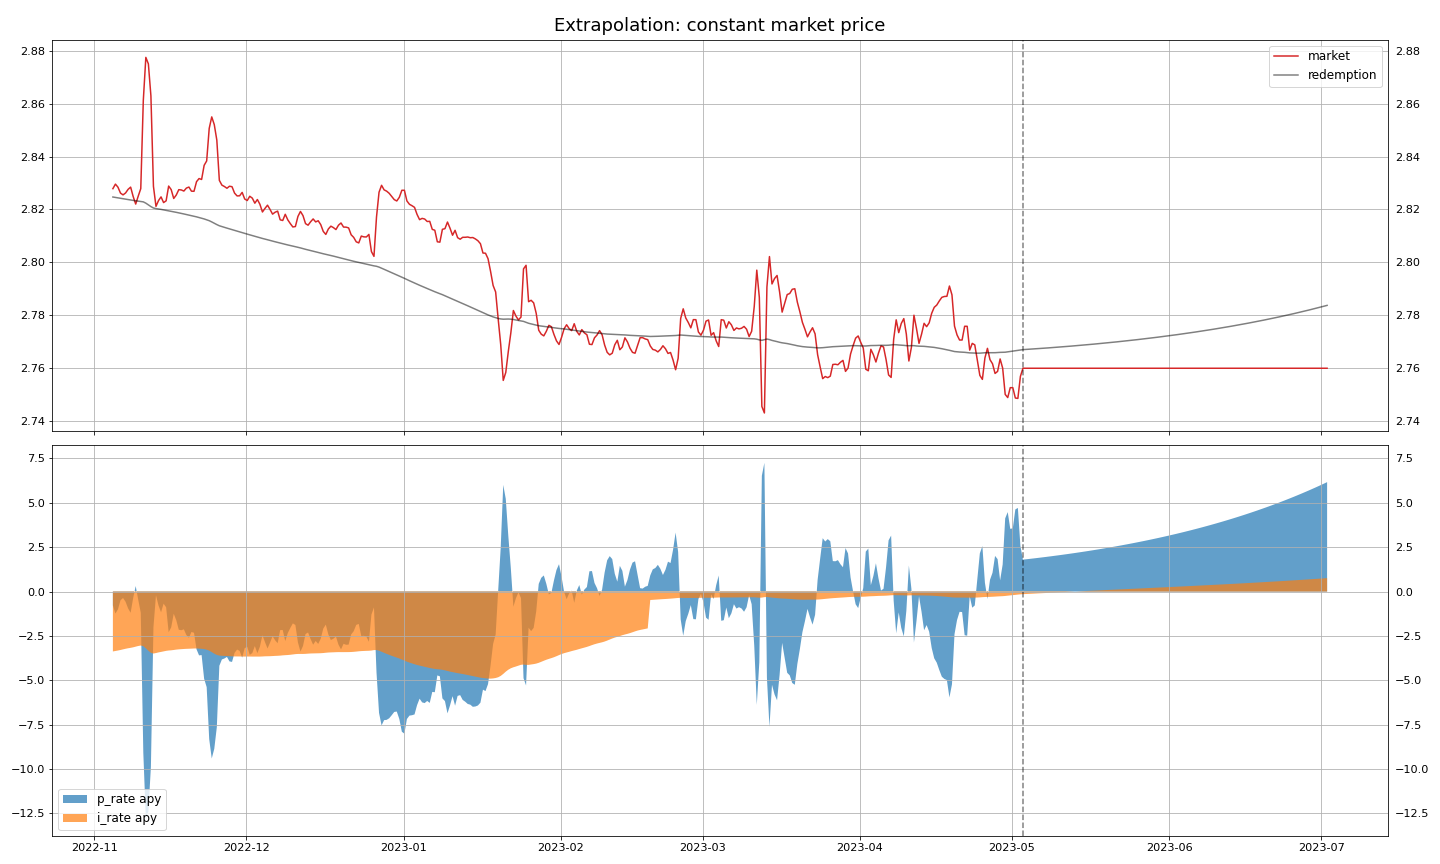 Extrapolation: constant market price
2.88 2.88
market
redemption
2.86 2.86
2.84 2.84
2.82 2.82
2.80 2.80
2.78 2.78
2.76 2.76
2.74 2.74
7.5 7.5
5.0 5.0
2.5 2.5
0.0 0.0
−2.5 −2.5
−5.0 −5.0
−7.5 −7.5
−10.0 −10.0
p_rate apy
−12.5 −12.5
i_rate apy
2022-11 2022-12 2023-01 2023-02 2023-03 2023-04 2023-05 2023-06 2023-07